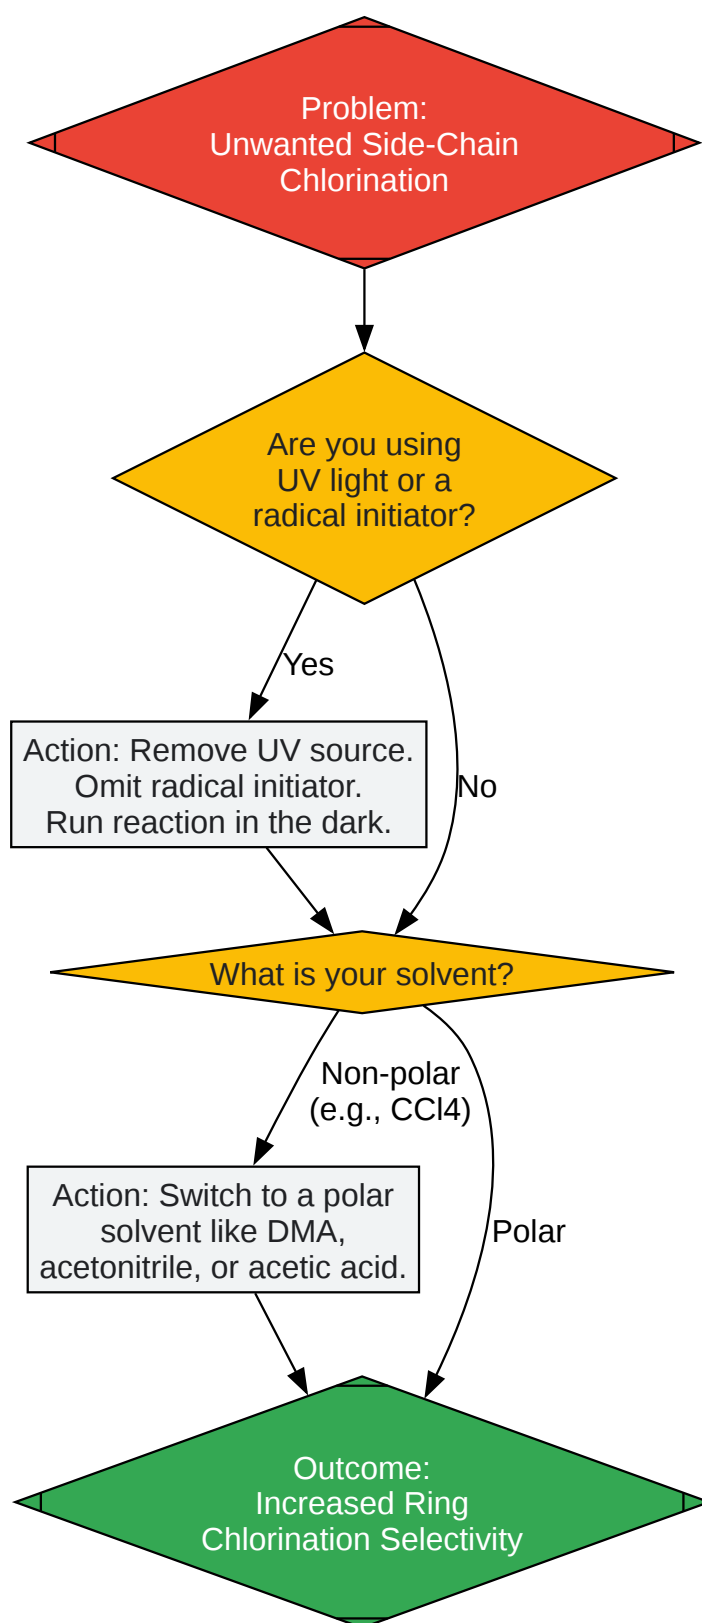 Problem:
Unwanted Side-Chain
Chlorination
Are you using
UV light or a
radical initiator?
Yes
Action: Remove UV source.
Omit radical initiator.
Run reaction in the dark.
No
What is your solvent?
Non-polar
(e.g., CCl4)
Action: Switch to a polar
solvent like DMA,
acetonitrile, or acetic acid.
Polar
Outcome:
Increased Ring
Chlorination Selectivity